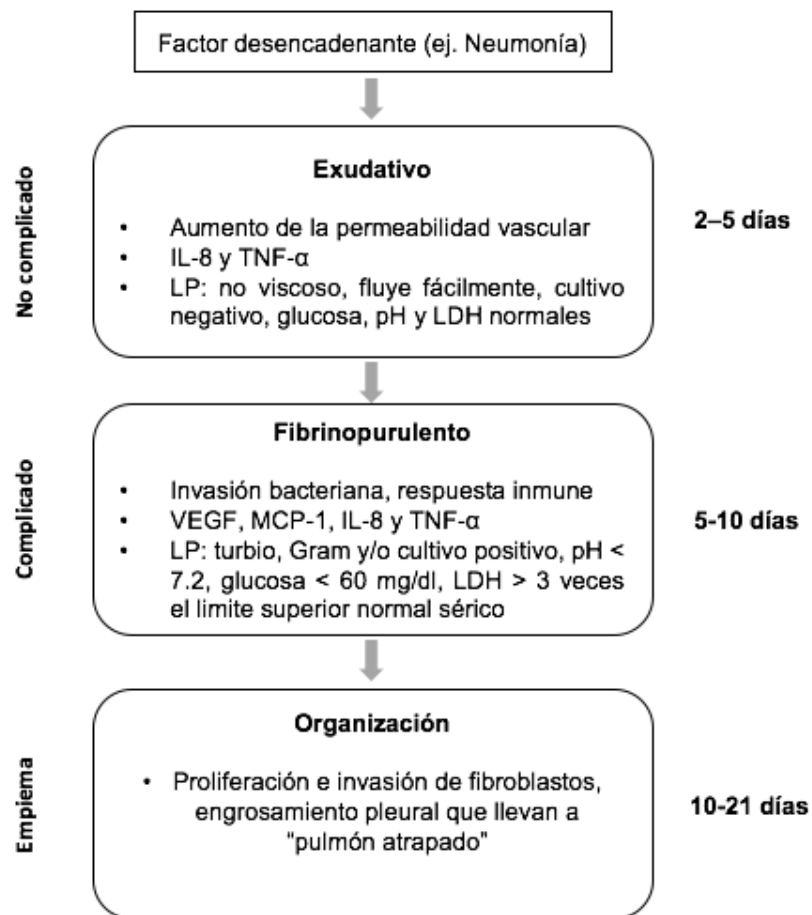 Factor desencadenante (ej. Neumonía)
No complicado
Exudativo
• Aumento de la permeabilidad vascular
• IL-8 y TNF-α
• LP: no viscoso, fluye fácilmente, cultivo
negativo, glucosa, pH y LDH normales
2–5 días
Complicado
Fibrinopurulento
• Invasión bacteriana, respuesta inmune
• VEGF, MCP-1, IL-8 y TNF-α
• LP: turbio, Gram y/o cultivo positivo, pH <
7.2, glucosa < 60 mg/dl, LDH > 3 veces
el limite superior normal sérico
5-10 días
Empiema
Organización
• Proliferación e invasión de fibroblastos,
engrosamiento pleural que llevan a
“pulmón atrapado”
10-21 días